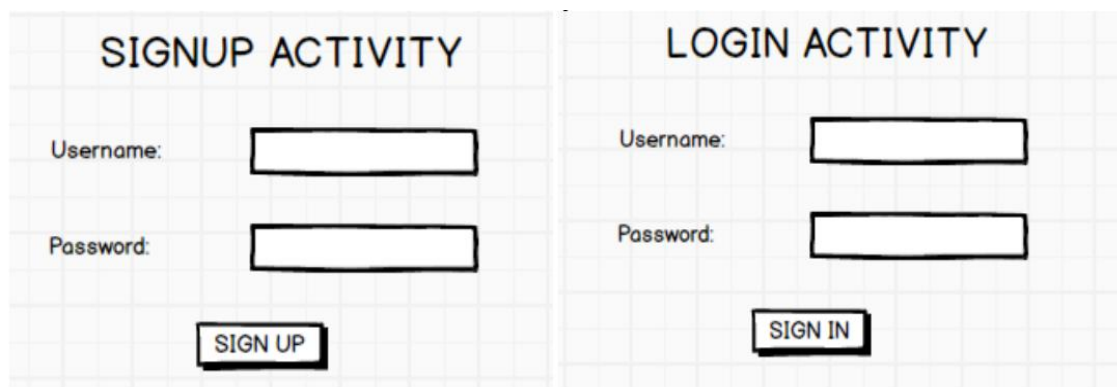 SIGNUP ACTIVITY
Username:
Password:
SIGN UP
LOGIN ACTIVITY
Username:
Password:
SIGN IN